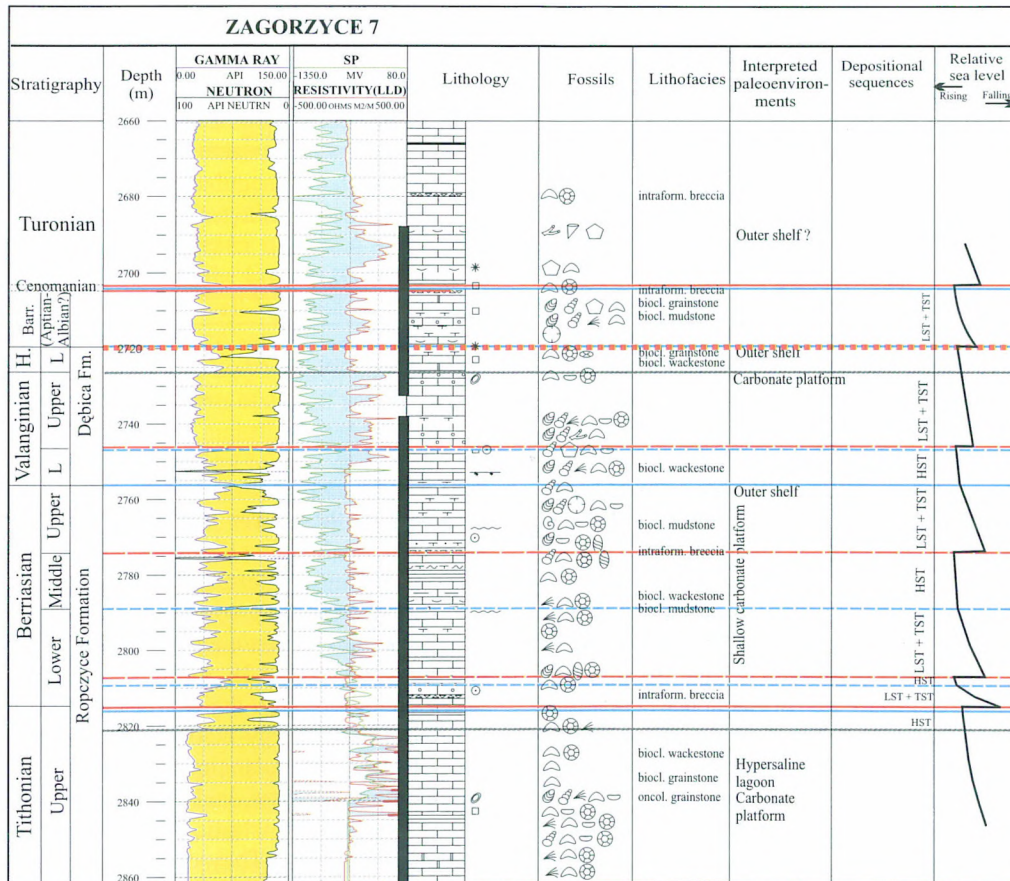 ZAGORZYCE 7
Stratigraphy
Depth
(m)
GAMMA RAY
0.00 API 150.00
NEUTRON
100 API NEUTRN 0
SP
-1350.0 MV 80.0
RESISTIVITY(LLD)
-500.00 OHMS M2/M 500.00
Lithology
Fossils
Lithofacies
Interpreted
paleoenviron-
ments
Depositional
sequences
Relative
sea level
Rising Falling
2660
2680
2700
2720
2740
2760
2780
2800
2820
2840
2860
Turonian
Cenomanian
Barr.
(Aptian-
Albian?)
H.
L
Valanginian
Upper
L
Berriasian
Upper
Middle
Lower
Tithonian
Upper
Dębica Fm.
Ropczyce Formation
intraform. breccia
intraform. breccia
biocl. grainstone
biocl. mudstone
biocl. grainstone
biocl. wackestone
biocl. wackestone
biocl. mudstone
intraform. breccia
biocl. wackestone
biocl. mudstone
intraform. breccia
biocl. wackestone
biocl. grainstone
oncol. grainstone
Outer shelf ?
Outer shelf
Carbonate platform
Outer shelf
Shallow carbonate platform
Hypersaline
lagoon
Carbonate
platform
LST + TST
LST + TST
HST
LST + TST
HST
LST + TST
HST
LST + TST
HST